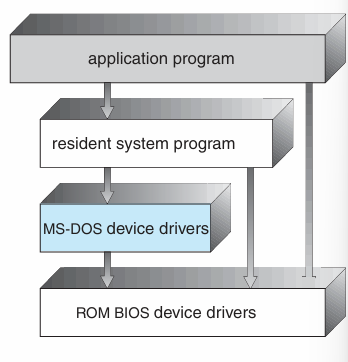 application program
resident system program
MS-DOS device drivers
ROM BIOS device drivers